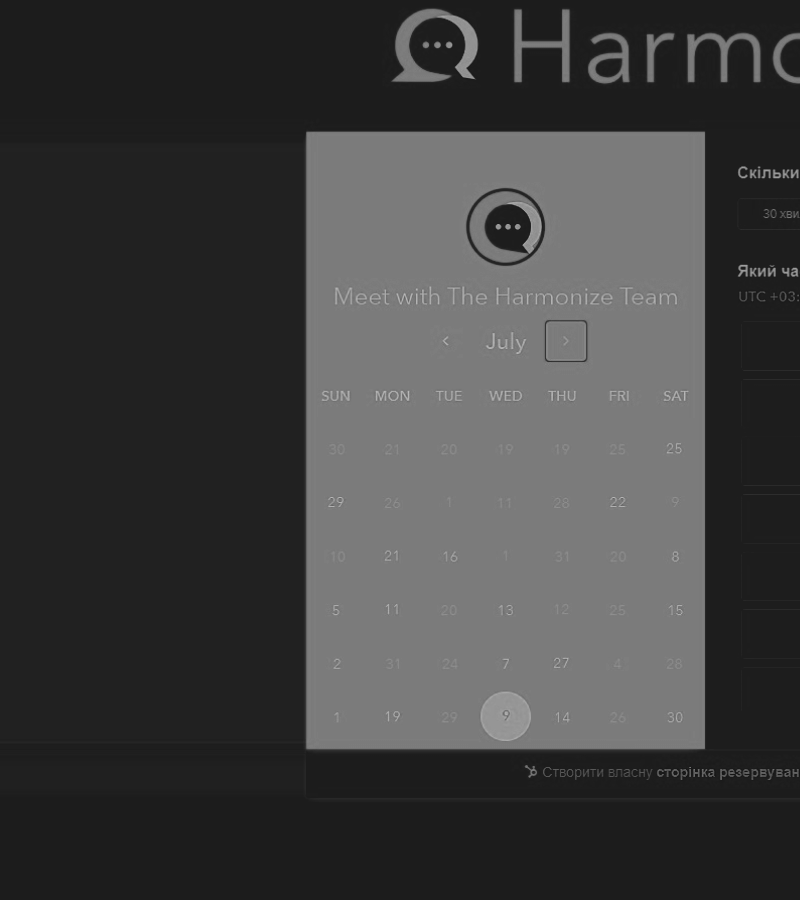 Harmo
Meet with The Harmonize Team
‹ July ›
SUN MON TUE WED THU FRI SAT
30 21 20 19 19 25 25
29 26 1 11 28 22 9
10 21 16 1 31 20 8
5 11 20 13 12 25 15
2 31 24 7 27 4 28
1 19 29 9 14 26 30
Скільки
30 хви
Який ча
UTC +03:
Створити власну сторінка резервуван